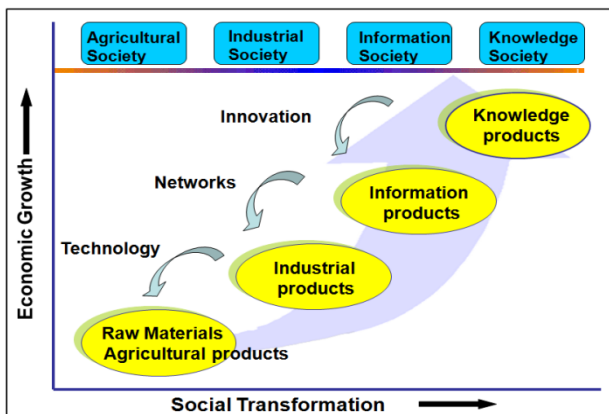 Agricultural
Society
Industrial
Society
Information
Society
Knowledge
Society
Innovation
Knowledge
products
Networks
Information
products
Technology
Industrial
products
Raw Materials
Agricultural products
Economic Growth
Social Transformation